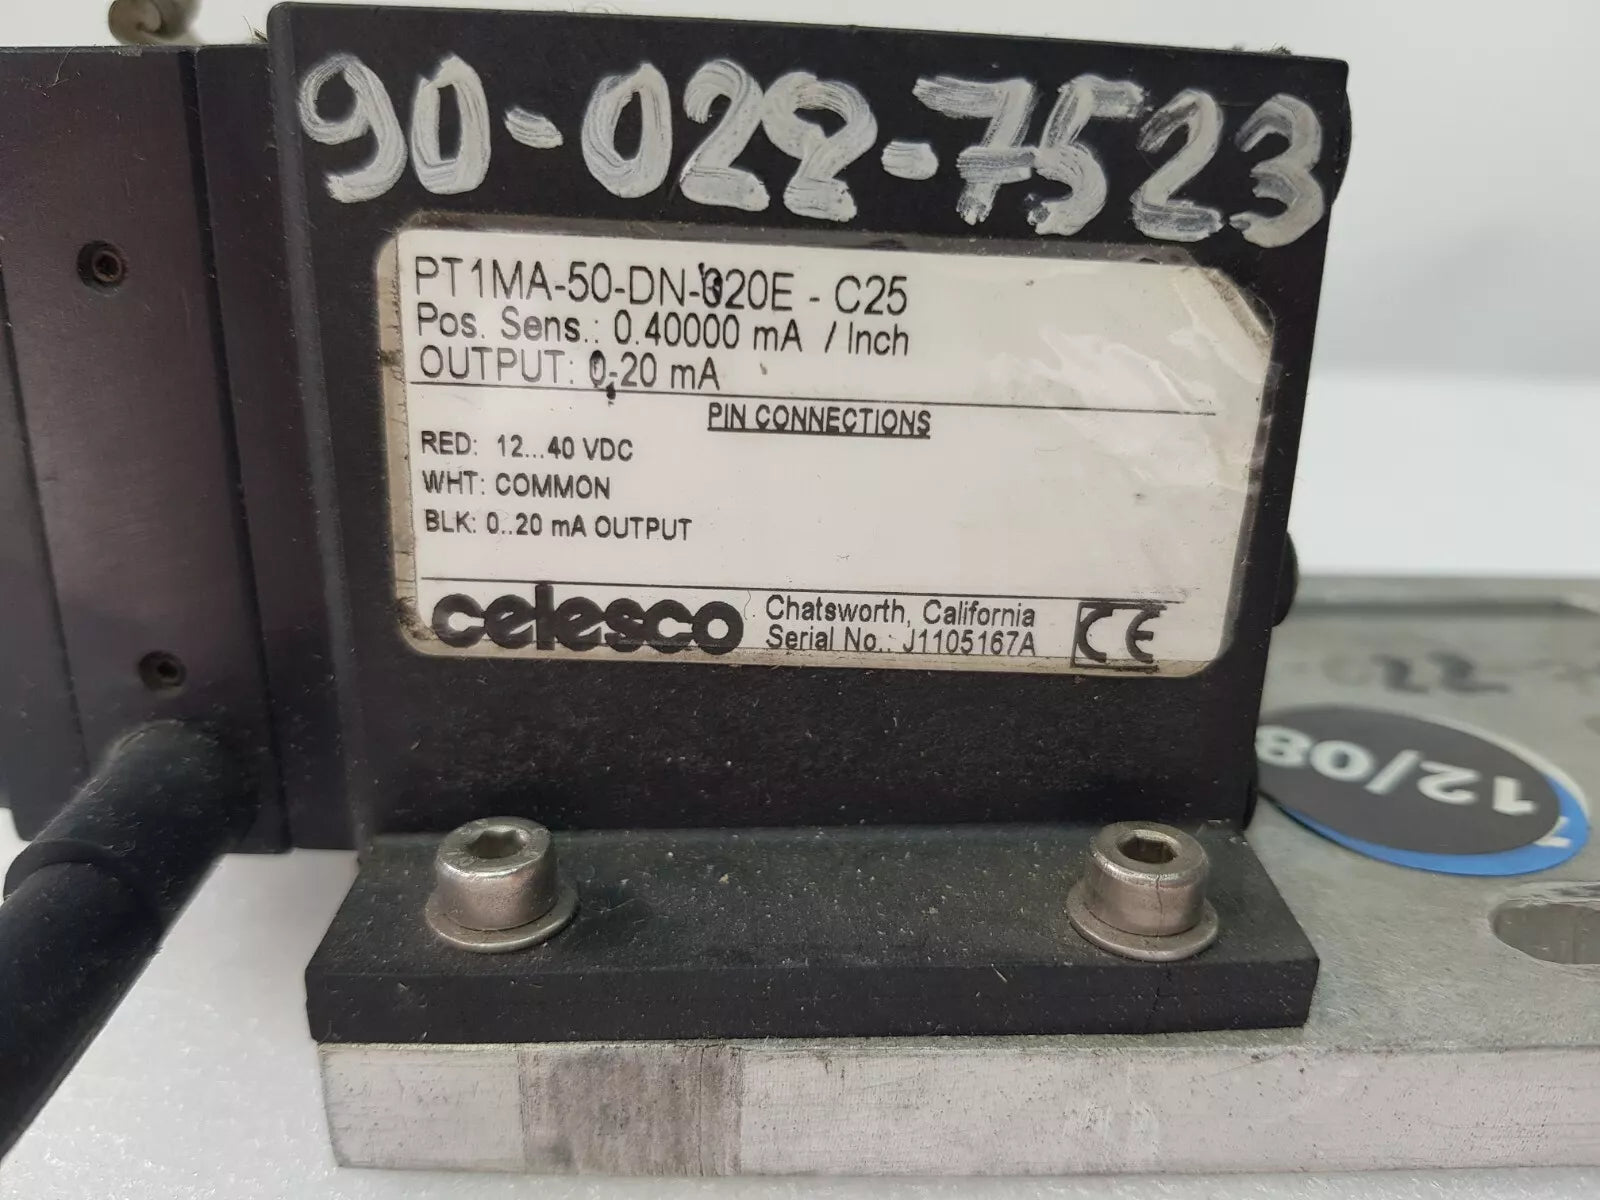 90-028-7523
PT1MA-50-DN-020E - C25
Pos. Sens.: 0.40000 mA / Inch
OUTPUT: 0-20 mA
PIN CONNECTIONS
RED: 12...40 VDC
WHT: COMMON
BLK: 0..20 mA OUTPUT
celesco
Chatsworth, California
Serial No.: J1105167A
CE
12/08